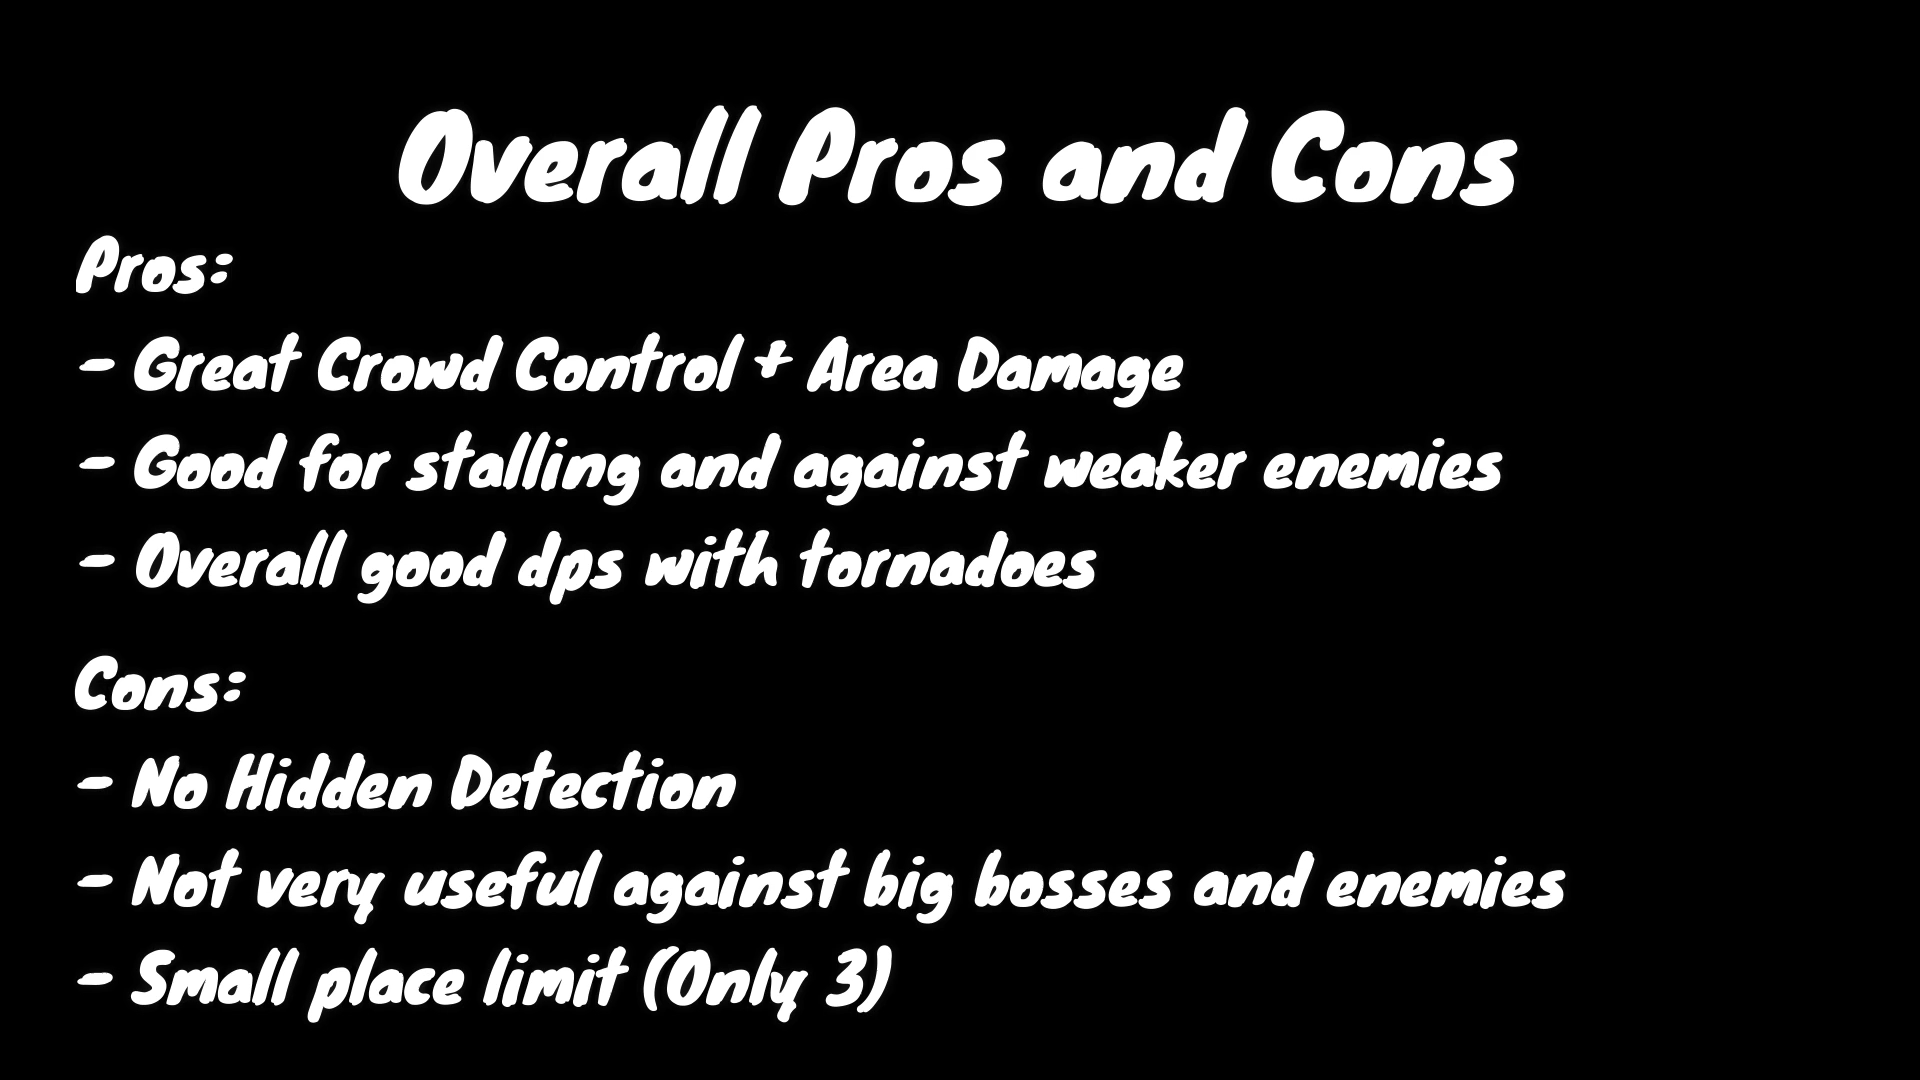 Overall Pros and Cons
Pros:
- Great Crowd Control + Area Damage
- Good for stalling and against weaker enemies
- Overall good dps with tornadoes
Cons:
- No Hidden Detection
- Not very useful against big bosses and enemies
- Small place limit (Only 3)